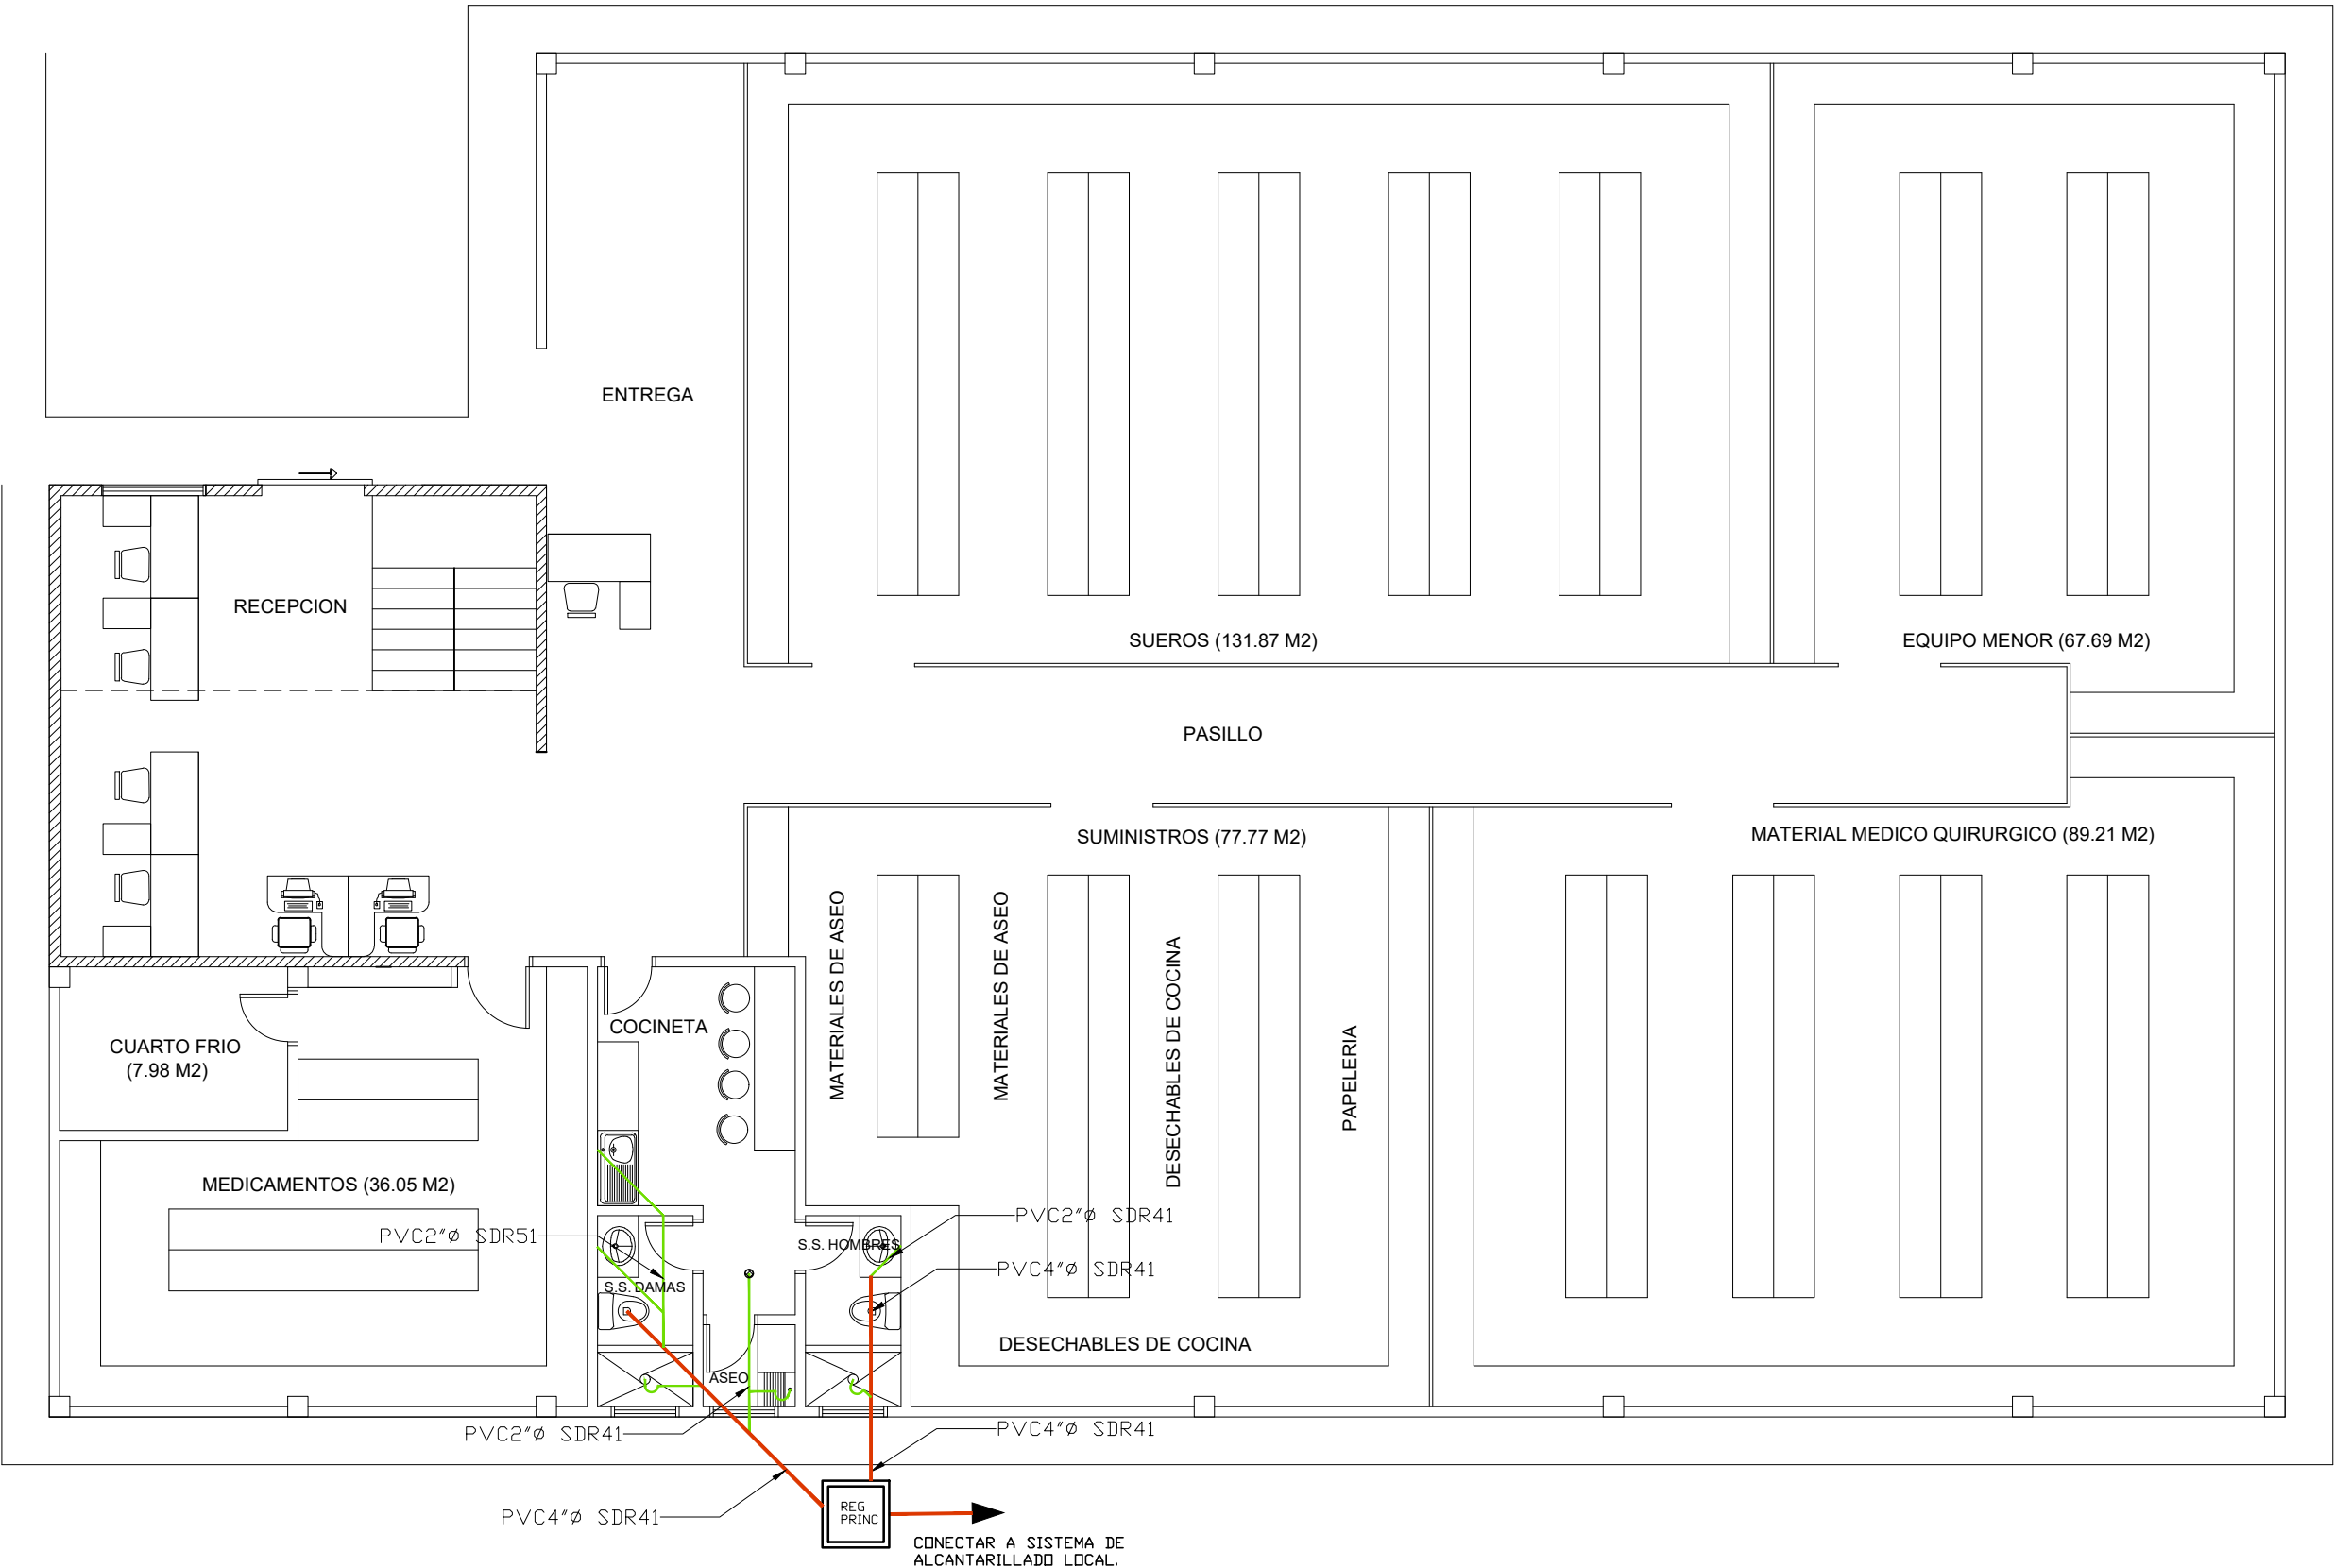 ENTREGA
RECEPCION
SUEROS (131.87 M2)
EQUIPO MENOR (67.69 M2)
PASILLO
SUMINISTROS (77.77 M2)
MATERIAL MEDICO QUIRURGICO (89.21 M2)
MATERIALES DE ASEO
MATERIALES DE ASEO
DESECHABLES DE COCINA
PAPELERIA
COCINETA
CUARTO FRIO
(7.98 M2)
MEDICAMENTOS (36.05 M2)
PVC2"Ø SDR51
PVC2"Ø SDR41
S.S. HOMBRES
PVC4"Ø SDR41
S.S. DAMAS
DESECHABLES DE COCINA
ASEO
PVC2"Ø SDR41
PVC4"Ø SDR41
PVC4"Ø SDR41
REG
PRINC
CONECTAR A SISTEMA DE
ALCANTARILLADO LOCAL.